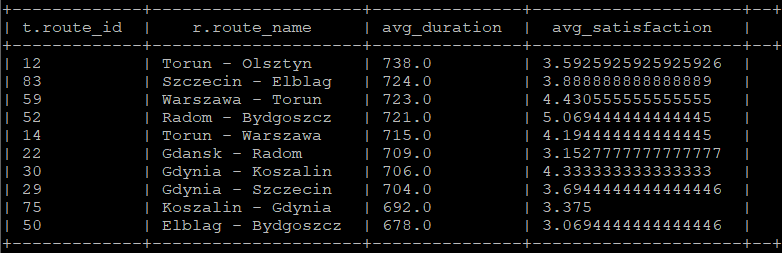 +--------------+----------------------+---------------+---------------------+--+
| t.route_id   |     r.route_name     | avg_duration  |  avg_satisfaction   |  |
+--------------+----------------------+---------------+---------------------+--+
| 12           | Torun - Olsztyn      | 738.0         | 3.5925925925925926  |
| 83           | Szczecin - Elblag    | 724.0         | 3.888888888888889   |
| 59           | Warszawa - Torun     | 723.0         | 4.430555555555555   |
| 52           | Radom - Bydgoszcz    | 721.0         | 5.069444444444445   |
| 14           | Torun - Warszawa     | 715.0         | 4.194444444444445   |
| 22           | Gdansk - Radom       | 709.0         | 3.1527777777777777  |
| 30           | Gdynia - Koszalin    | 706.0         | 4.333333333333333   |
| 29           | Gdynia - Szczecin    | 704.0         | 3.6944444444444446  |
| 75           | Koszalin - Gdynia    | 692.0         | 3.375               |
| 50           | Elblag - Bydgoszcz   | 678.0         | 3.0694444444444446  |
+--------------+----------------------+---------------+---------------------+--+